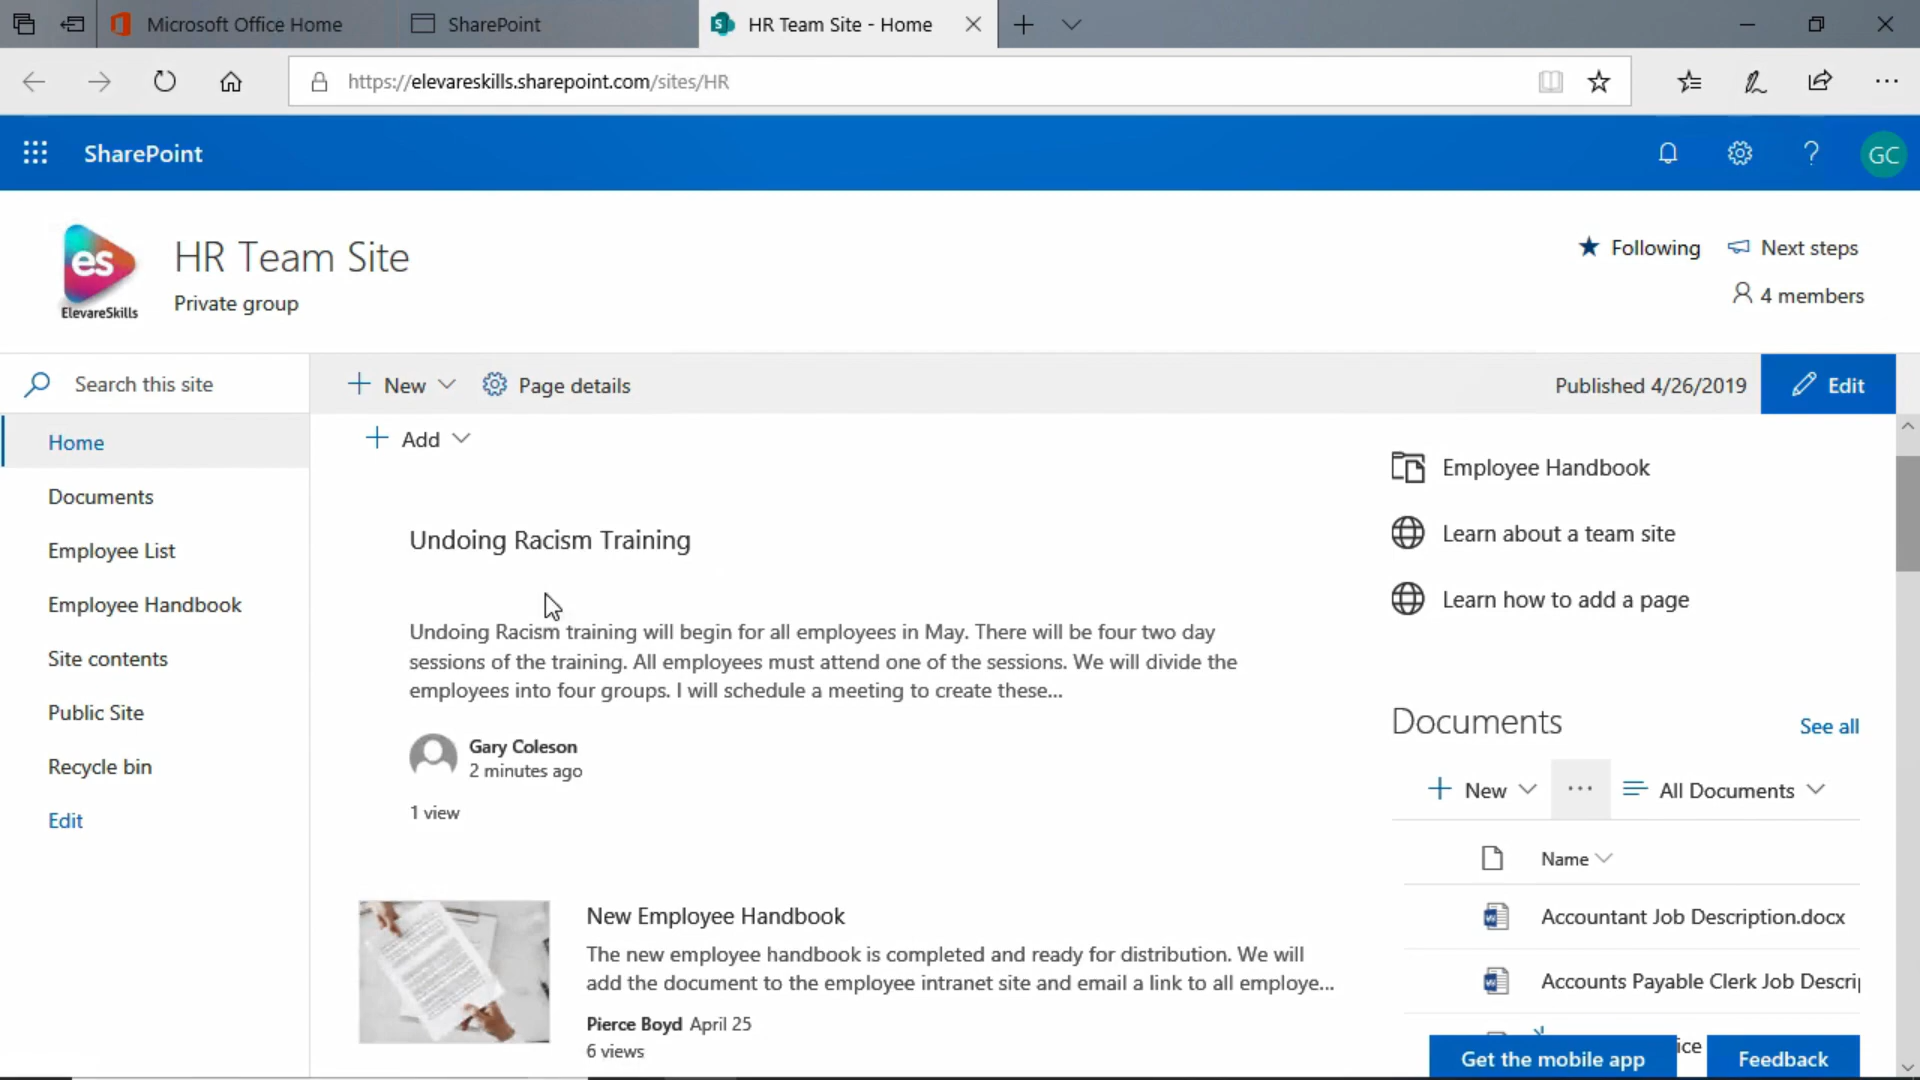 Microsoft Office Home
SharePoint
HR Team Site - Home
https://elevareskills.sharepoint.com/sites/HR
SharePoint
GC
es
ElevareSkills
HR Team Site
Private group
Following
Next steps
4 members
Search this site
New
Page details
Published 4/26/2019
Edit
Home
Documents
Employee List
Employee Handbook
Site contents
Public Site
Recycle bin
Edit
Add
Undoing Racism Training
Undoing Racism training will begin for all employees in May. There will be four two day
sessions of the training. All employees must attend one of the sessions. We will divide the
employees into four groups. I will schedule a meeting to create these...
Gary Coleson
2 minutes ago
1 view
New Employee Handbook
The new employee handbook is completed and ready for distribution. We will
add the document to the employee intranet site and email a link to all employe...
Pierce Boyd April 25
6 views
Employee Handbook
Learn about a team site
Learn how to add a page
Documents
See all
New
All Documents
Name
Accountant Job Description.docx
Accounts Payable Clerk Job Descrip
Get the mobile app
Feedback